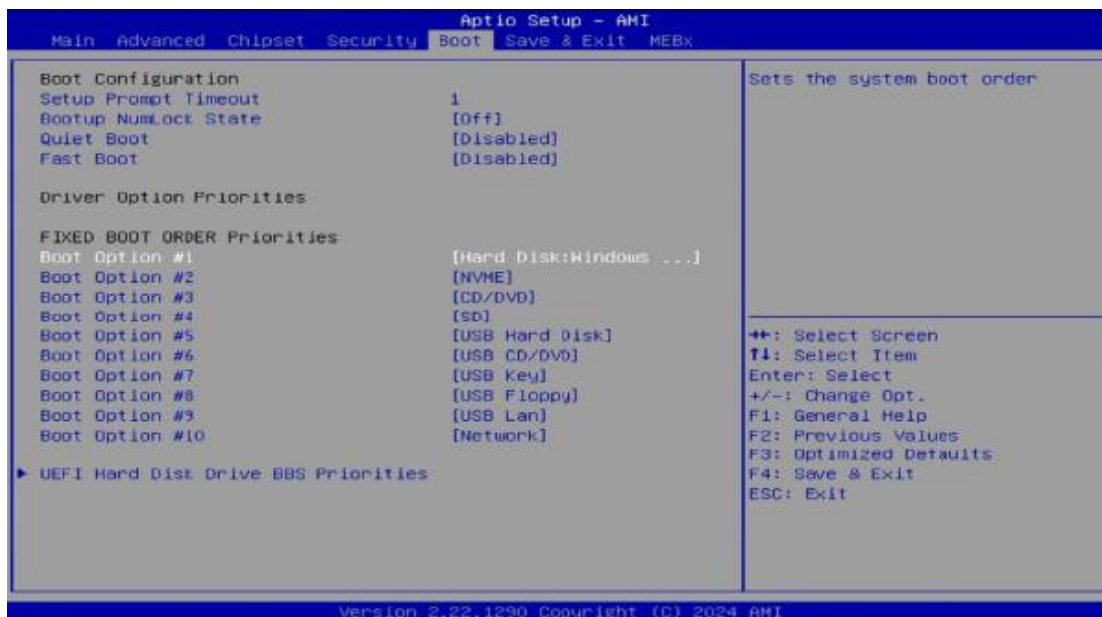 Aptio Setup - AMI
Main Advanced Chipset Security Boot Save & Exit MEBx
Boot Configuration
Setup Prompt Timeout 1
Bootup NumLock State [Off]
Quiet Boot [Disabled]
Fast Boot [Disabled]
Driver Option Priorities
FIXED BOOT ORDER Priorities
Boot Option #1 [Hard Disk:Windows ...]
Boot Option #2 [NVME]
Boot Option #3 [CD/DVD]
Boot Option #4 [SD]
Boot Option #5 [USB Hard Disk]
Boot Option #6 [USB CD/DVD]
Boot Option #7 [USB Key]
Boot Option #8 [USB Floppy]
Boot Option #9 [USB Lan]
Boot Option #10 [Network]
► UEFI Hard Disk Drive BBS Priorities
Sets the system boot order
→←: Select Screen
↑↓: Select Item
Enter: Select
+/-: Change Opt.
F1: General Help
F2: Previous Values
F3: Optimized Defaults
F4: Save & Exit
ESC: Exit
Version 2.22.1290 Copyright (C) 2024 AMI